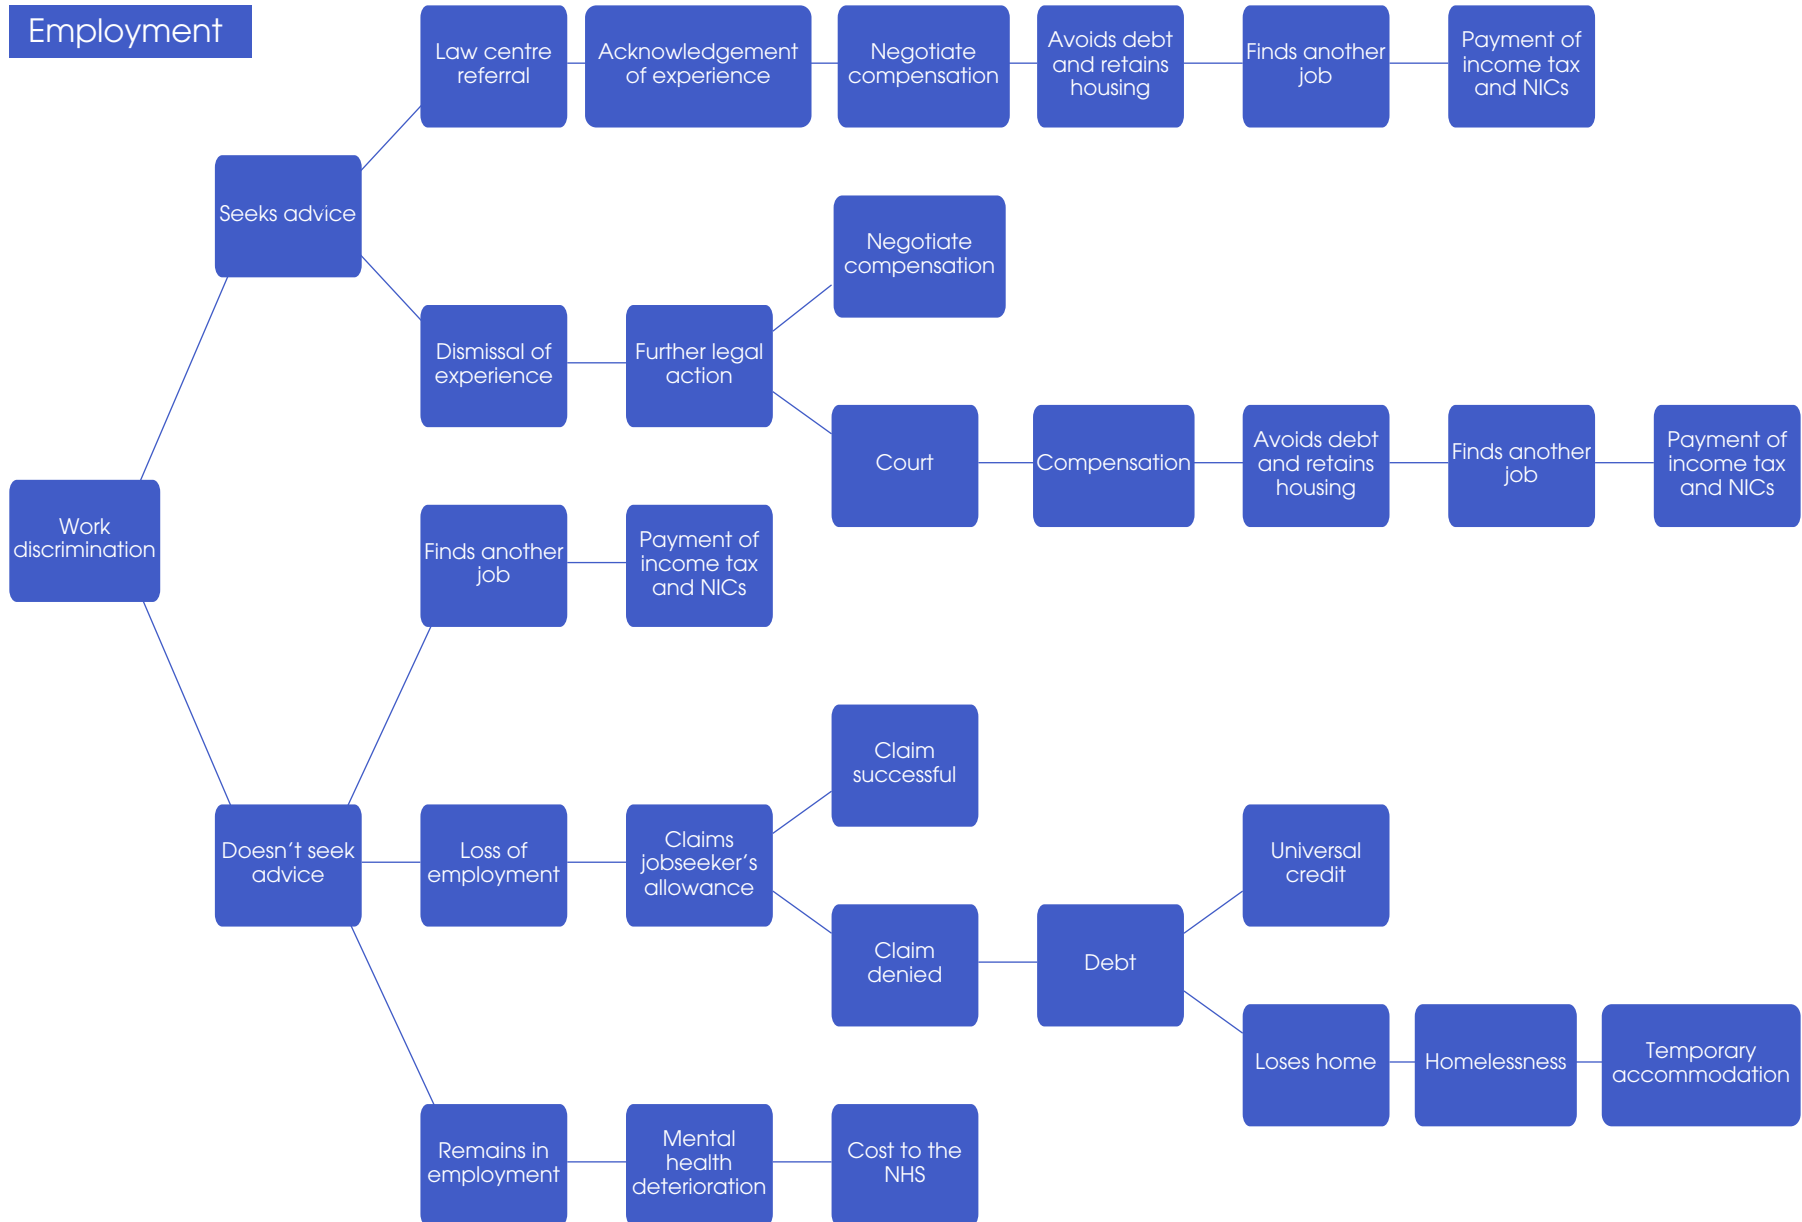 Employment
Law centre
referral
Acknowledgement
of experience
Negotiate
compensation
Avoids debt
and retains
housing
Finds another
job
Payment of
income tax
and NICs
Seeks advice
Negotiate
compensation
Dismissal of
experience
Further legal
action
Court
Compensation
Avoids debt
and retains
housing
Finds another
job
Payment of
income tax
and NICs
Work
discrimination
Finds another
job
Payment of
income tax
and NICs
Claim
successful
Doesn't seek
advice
Loss of
employment
Claims
jobseeker's
allowance
Universal
credit
Claim
denied
Debt
Loses home
Homelessness
Temporary
accommodation
Remains in
employment
Mental
health
deterioration
Cost to the
NHS